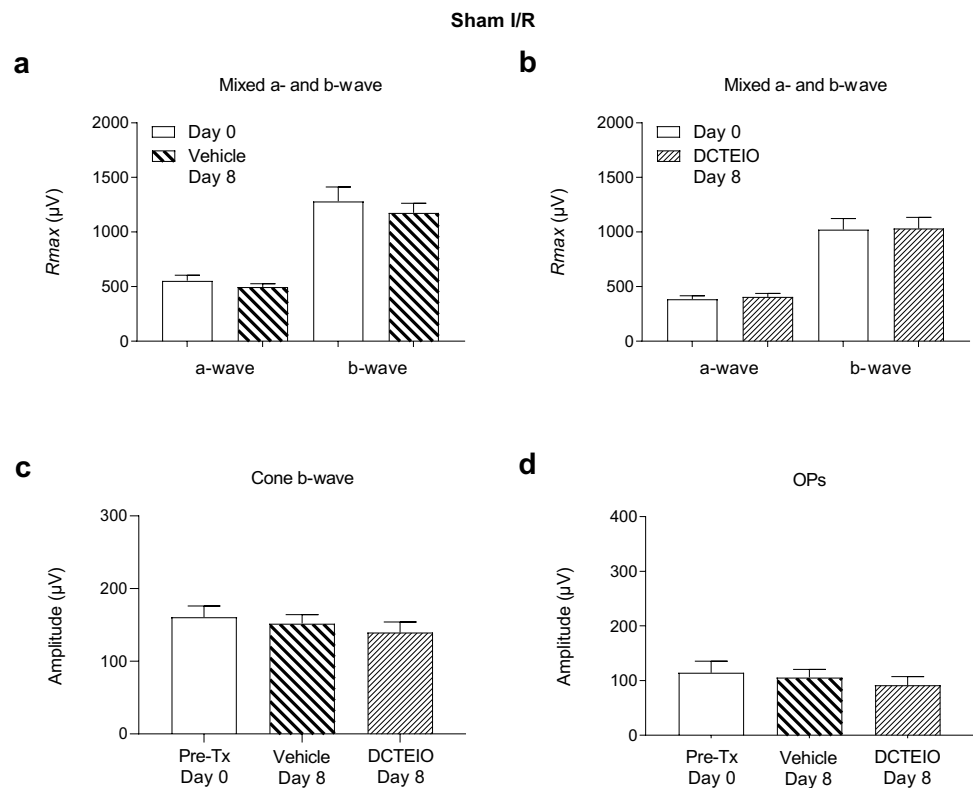 Sham I/R
a
Mixed a- and b-wave
2000
1500
1000
500
0
Rmax (µV)
Day 0
Vehicle
Day 8
a-wave
b-wave
b
Mixed a- and b-wave
2000
1500
1000
500
0
Rmax (µV)
Day 0
DCTEIO
Day 8
a-wave
b-wave
c
Cone b-wave
300
200
100
0
Amplitude (µV)
Pre-Tx
Day 0
Vehicle
Day 8
DCTEIO
Day 8
d
OPs
400
300
200
100
0
Amplitude (µV)
Pre-Tx
Day 0
Vehicle
Day 8
DCTEIO
Day 8